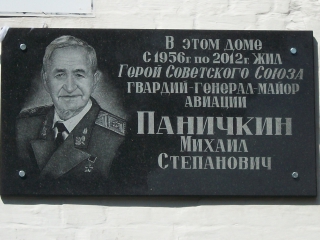 В этом доме
с 1956г. по 2012г. жил
Герой Советского Союза
гвардии-генерал-майор
авиации
Паничкин
Михаил
Степанович